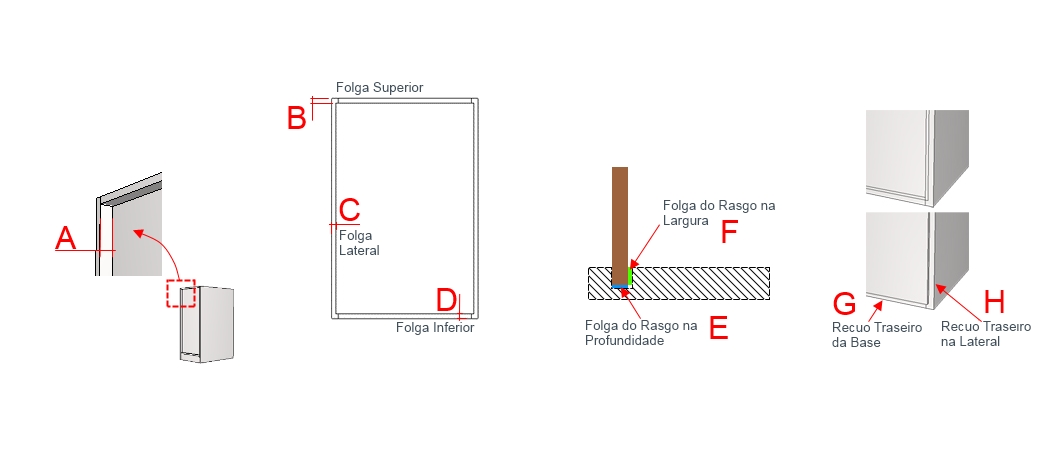 A
Folga Superior
B
C
Folga
Lateral
D
Folga Inferior
Folga do Rasgo na
Largura
F
Folga do Rasgo na
Profundidade
E
G
Recuo Traseiro
da Base
H
Recuo Traseiro
na Lateral